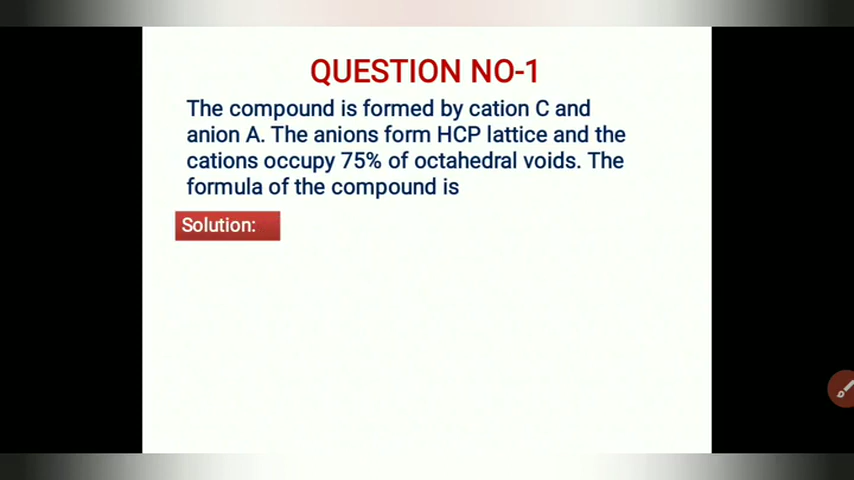 QUESTION NO-1
The compound is formed by cation C and
anion A. The anions form HCP lattice and the
cations occupy 75% of octahedral voids. The
formula of the compound is
Solution: